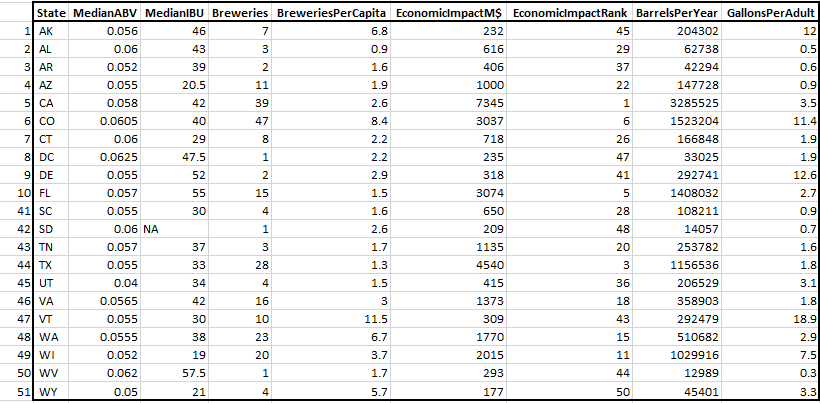 State MedianABV MedianIBU Breweries BreweriesPerCapita EconomicImpactM$ EconomicImpactRank BarrelsPerYear GallonsPerAdult
1 AK 0.056 46 7 6.8 232 45 204302 12
2 AL 0.06 43 3 0.9 616 29 62738 0.5
3 AR 0.052 39 2 1.6 406 37 42294 0.6
4 AZ 0.055 20.5 11 1.9 1000 22 147728 0.9
5 CA 0.058 42 39 2.6 7345 1 3285525 3.5
6 CO 0.0605 40 47 8.4 3037 6 1523204 11.4
7 CT 0.06 29 8 2.2 718 26 166848 1.9
8 DC 0.0625 47.5 1 2.2 235 47 33025 1.9
9 DE 0.055 52 2 2.9 318 41 292741 12.6
10 FL 0.057 55 15 1.5 3074 5 1408032 2.7
41 SC 0.055 30 4 1.6 650 28 108211 0.9
42 SD 0.06 NA 1 2.6 209 48 14057 0.7
43 TN 0.057 37 3 1.7 1135 20 253782 1.6
44 TX 0.055 33 28 1.3 4540 3 1156536 1.8
45 UT 0.04 34 4 1.5 415 36 206529 3.1
46 VA 0.0565 42 16 3 1373 18 358903 1.8
47 VT 0.055 30 10 11.5 309 43 292479 18.9
48 WA 0.0555 38 23 6.7 1770 15 510682 2.9
49 WI 0.052 19 20 3.7 2015 11 1029916 7.5
50 WV 0.062 57.5 1 1.7 293 44 12989 0.3
51 WY 0.05 21 4 5.7 177 50 45401 3.3